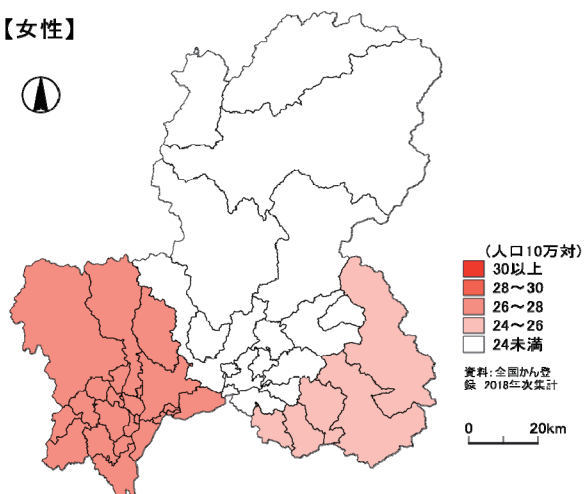 【女性】
(人口10万対)
30以上
28～30
26～28
24～26
24未満
資料:全国がん登
録 2018年次集計
0 20km